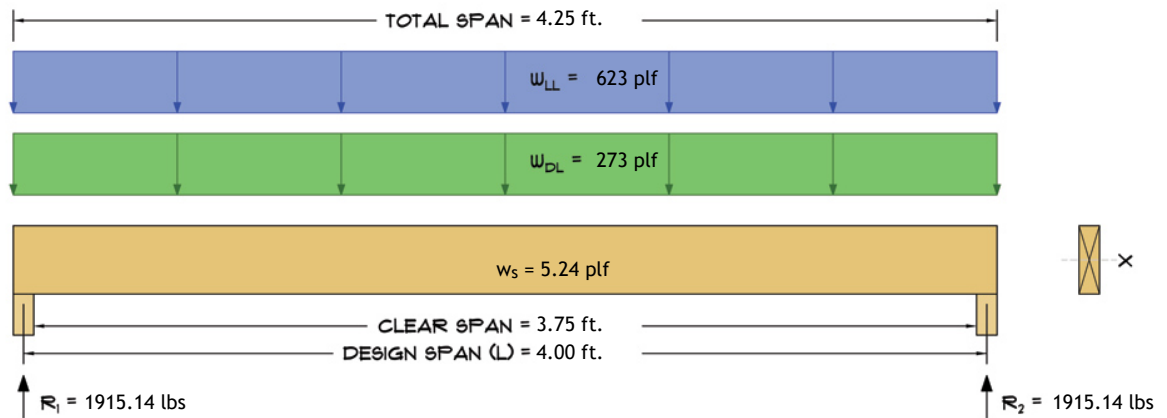 TOTAL SPAN = 4.25 ft.
WLL = 623 plf
WDL = 273 plf
ws = 5.24 plf
X
CLEAR SPAN = 3.75 ft.
DESIGN SPAN (L) = 4.00 ft.
R1 = 1915.14 lbs
R2 = 1915.14 lbs